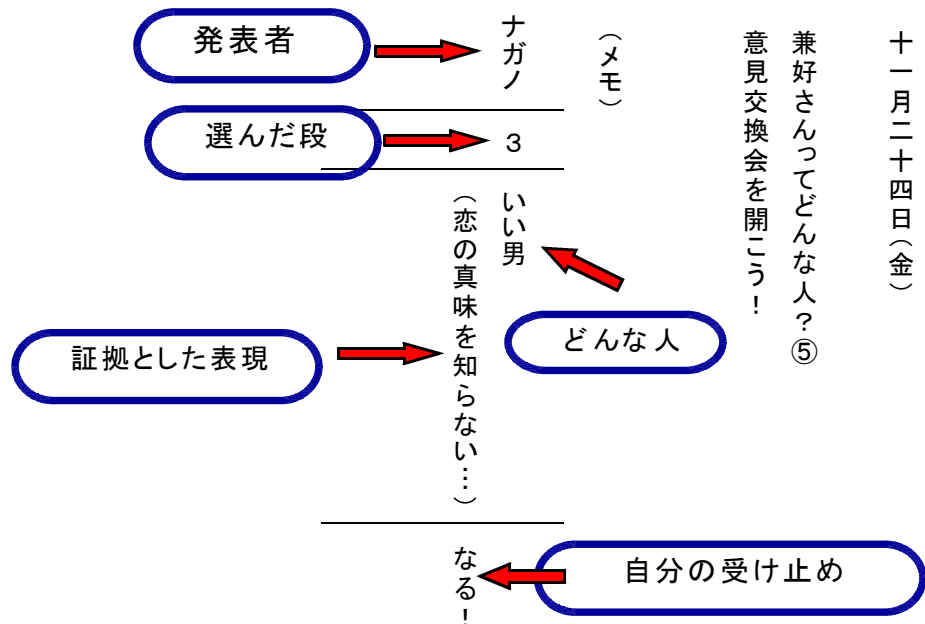 十一月二十四日（金）
兼好さんってどんな人？⑤
意見交換会を開こう！
（メモ）
発表者
ナガノ
選んだ段
３
いい男
どんな人
（恋の真味を知らない…）
証拠とした表現
なる！
自分の受け止め